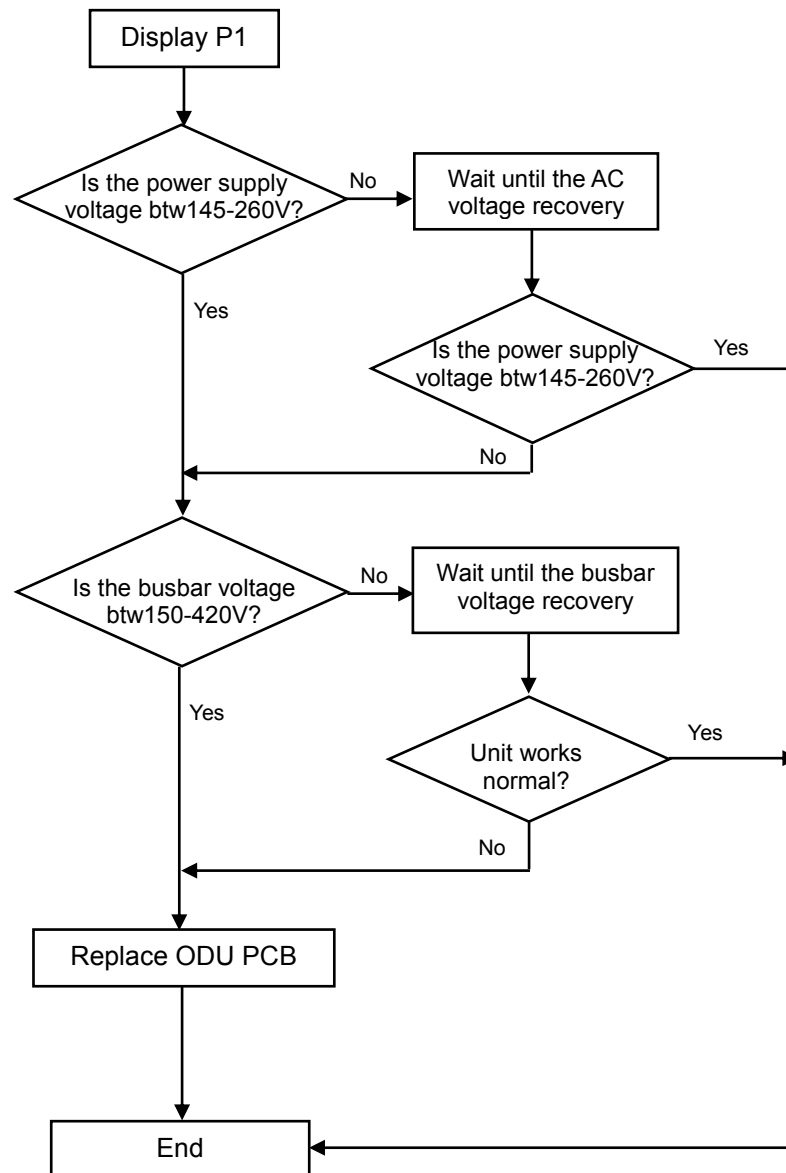 Display P1
Is the power supply
voltage btw145-260V?
No
Wait until the AC
voltage recovery
Yes
Is the power supply
voltage btw145-260V?
Yes
No
Is the busbar voltage
btw150-420V?
No
Wait until the busbar
voltage recovery
Yes
Unit works
normal?
Yes
No
Replace ODU PCB
End